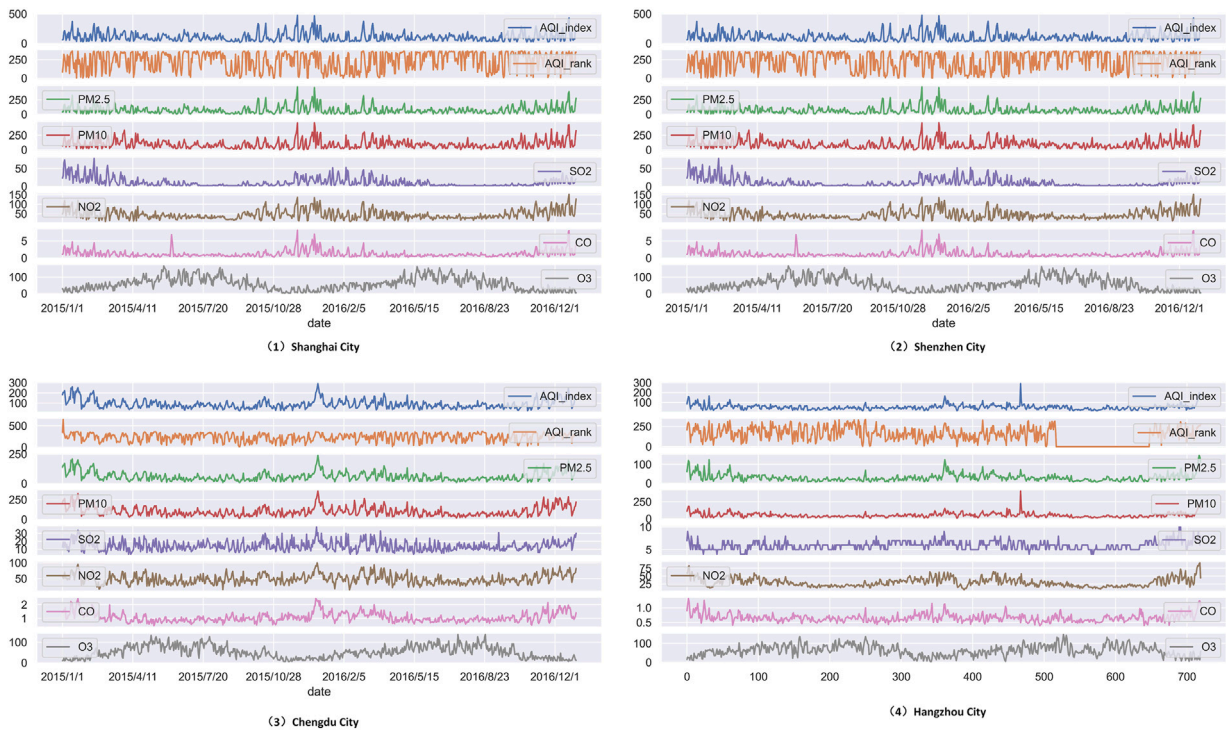 500
0
AQI_index
250
0
AQI_rank
250
0
PM2.5
250
0
PM10
50
0
SO2
150
100
50
NO2
5
CO
100
0
O3
2015/1/1 2015/4/11 2015/7/20 2015/10/28 2016/2/5 2016/5/15 2016/8/23 2016/12/1
date
（1）Shanghai City
500
0
AQI_index
250
0
AQI_rank
250
0
PM2.5
250
0
PM10
50
0
SO2
150
100
50
NO2
5
CO
100
0
O3
2015/1/1 2015/4/11 2015/7/20 2015/10/28 2016/2/5 2016/5/15 2016/8/23 2016/12/1
date
（2）Shenzhen City
300
200
100
AQI_index
500
0
AQI_rank
250
0
PM2.5
250
0
PM10
30
20
10
SO2
100
50
NO2
2
1
CO
100
0
O3
2015/1/1 2015/4/11 2015/7/20 2015/10/28 2016/2/5 2016/5/15 2016/8/23 2016/12/1
date
（3）Chengdu City
300
200
100
AQI_index
250
0
AQI_rank
100
0
PM2.5
250
0
PM10
10
5
SO2
75
50
25
NO2
1.0
0.5
CO
100
0
O3
0 100 200 300 400 500 600 700
（4）Hangzhou City